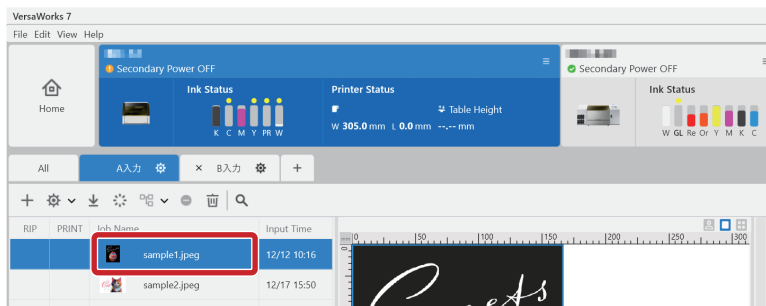 VersaWorks 7
File Edit View Help
Home
Secondary Power OFF
Ink Status
K C M Y PR W
Printer Status
Table Height
W 305.0 mm L 0.0 mm --.-- mm
Secondary Power OFF
Ink Status
W GL Re Or Y M K C
All
A入力
× B入力
+
RIP PRINT Job Name Input Time
sample1.jpeg 12/12 10:16
sample2.jpeg 12/17 15:50
mm 0 50 100 150 200 250 300
0